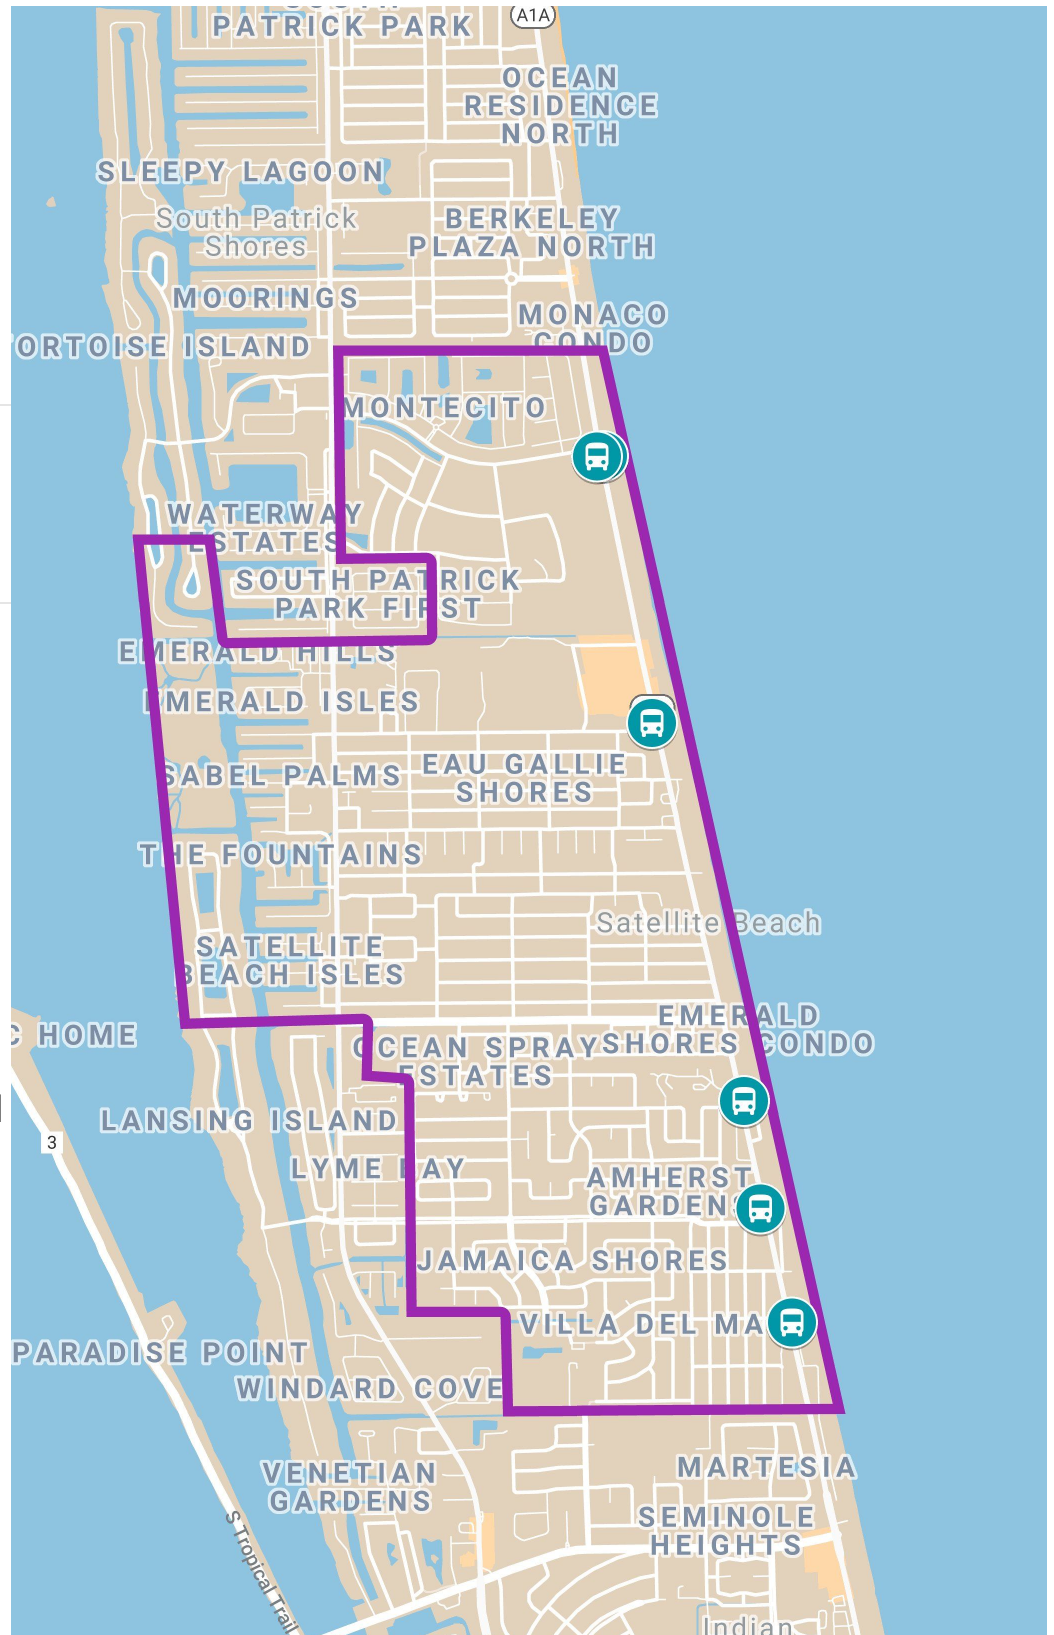 A1A
PATRICK PARK
OCEAN
RESIDENCE
NORTH
SLEEPY LAGOON
South Patrick
Shores
BERKELEY
PLAZA NORTH
MOORINGS
MONACO
CONDO
ORTOISE ISLAND
MONTECITO
WATERWAY
ESTATES
SOUTH PATRICK
PARK FIRST
EMERALD HILLS
EMERALD ISLES
EAU GALLIE
SHORES
SABEL PALMS
THE FOUNTAINS
Satellite Beach
SATELLITE
BEACH ISLES
EMERALD
SHORES CONDO
C HOME
OCEAN SPRAY
ESTATES
LANSING ISLAND
3
LYME BAY
AMHERST
GARDENS
JAMAICA SHORES
VILLA DEL MA
PARADISE POINT
WINDARD COVE
MARTESIA
VENETIAN
GARDENS
SEMINOLE
HEIGHTS
S Tropical Trail
Indian